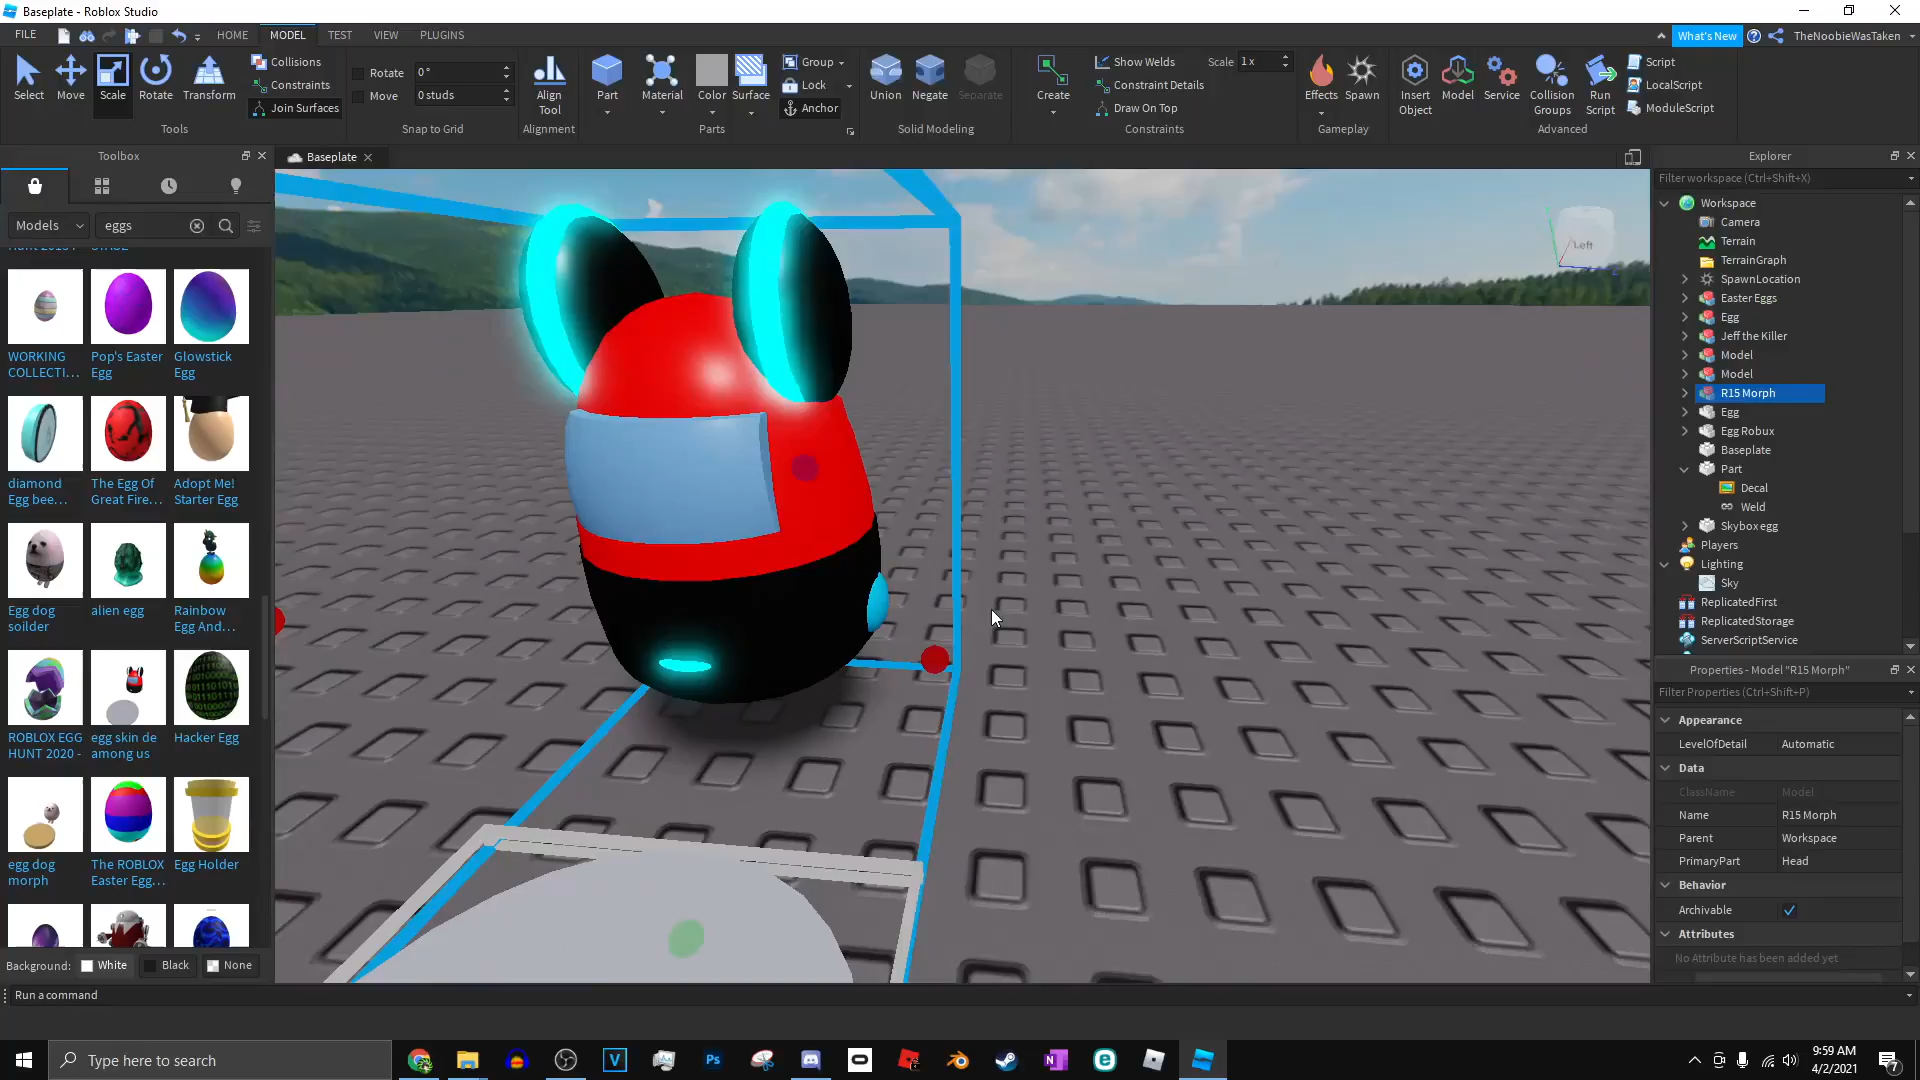 Baseplate - Roblox Studio
FILE HOME MODEL TEST VIEW PLUGINS What's New TheNoobieWasTaken
Select Move Scale Rotate Transform
Collisions
Constraints
Join Surfaces
Tools
Rotate 0°
Move 0 studs
Snap to Grid
Align Tool
Alignment
Part Material Color Surface
Group
Lock
Anchor
Parts
Union Negate Separate
Solid Modeling
Create
Show Welds Scale 1 x
Constraint Details
Draw On Top
Constraints
Effects Spawn
Gameplay
Insert Object Model Service Collision Groups Run Script
Script
LocalScript
ModuleScript
Advanced
Toolbox
Models eggs
WORKING COLLECTI...
Pop's Easter Egg
Glowstick Egg
diamond Egg bee...
The Egg Of Great Fire...
Adopt Me! Starter Egg
Egg dog soilder
alien egg
Rainbow Egg And...
ROBLOX EGG HUNT 2020 -
egg skin de among us
Hacker Egg
egg dog morph
The ROBLOX Easter Egg...
Egg Holder
Background: White Black None
Run a command
Baseplate
Left
Explorer
Filter workspace (Ctrl+Shift+X)
Workspace
Camera
Terrain
TerrainGraph
SpawnLocation
Easter Eggs
Egg
Jeff the Killer
Model
Model
R15 Morph
Egg
Egg Robux
Baseplate
Part
Decal
Weld
Skybox egg
Players
Lighting
Sky
ReplicatedFirst
ReplicatedStorage
ServerScriptService
Properties - Model "R15 Morph"
Filter Properties (Ctrl+Shift+P)
Appearance
LevelOfDetail Automatic
Data
ClassName Model
Name R15 Morph
Parent Workspace
PrimaryPart Head
Behavior
Archivable
Attributes
No Attribute has been added yet
Type here to search
V
Ps
N
9:59 AM
4/2/2021
7